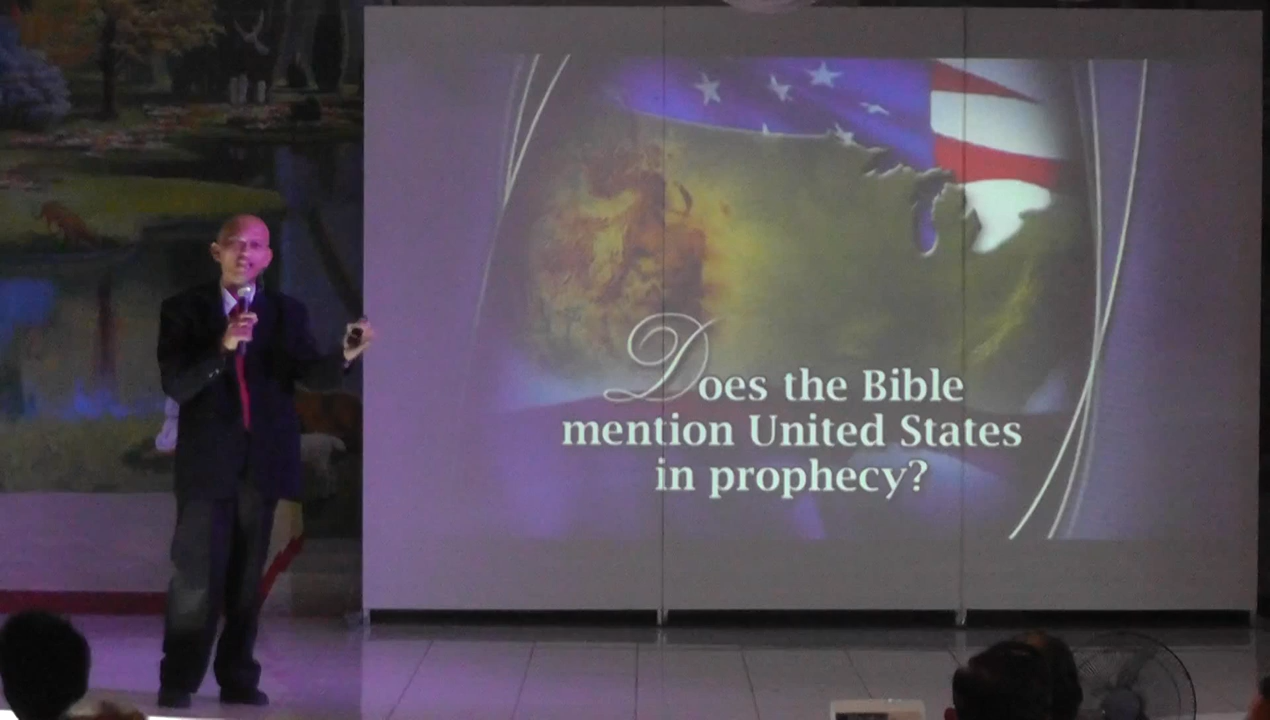 Does the Bible
mention United States
in prophecy?